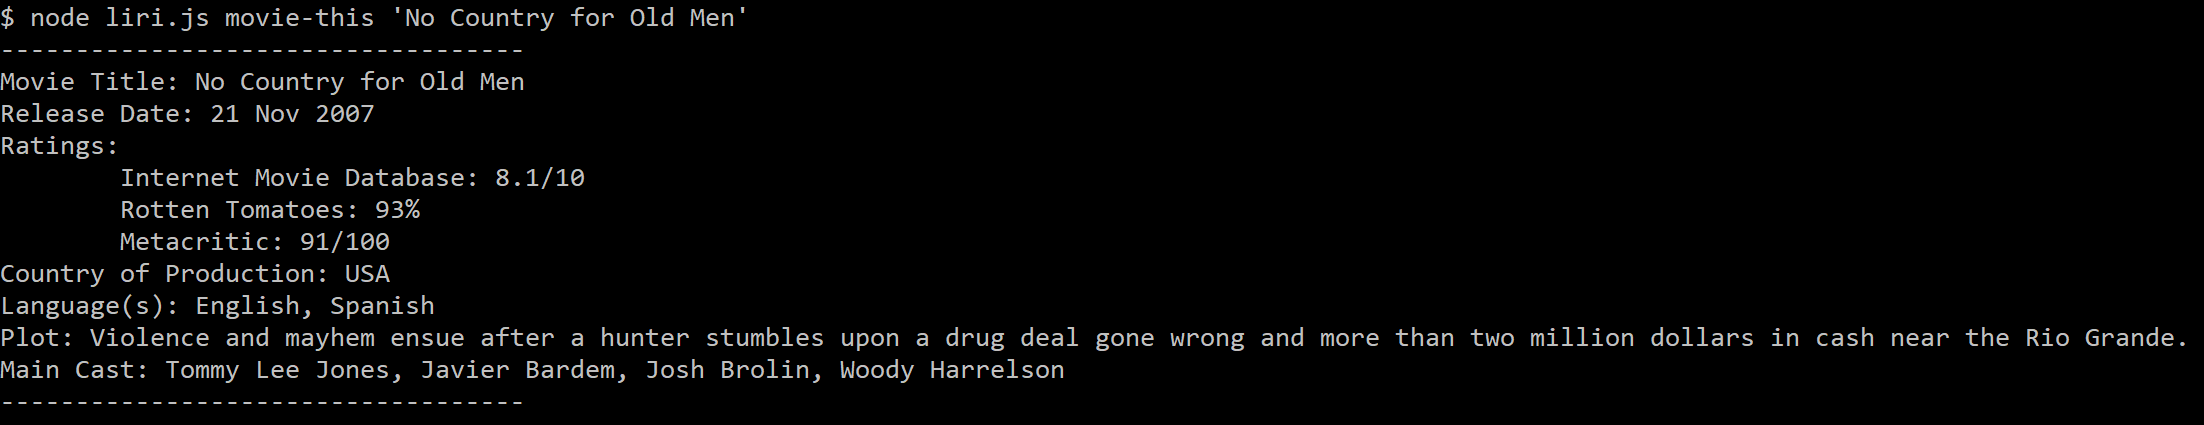 $ node liri.js movie-this 'No Country for Old Men'
-----------------------------------
Movie Title: No Country for Old Men
Release Date: 21 Nov 2007
Ratings:
        Internet Movie Database: 8.1/10
        Rotten Tomatoes: 93%
        Metacritic: 91/100
Country of Production: USA
Language(s): English, Spanish
Plot: Violence and mayhem ensue after a hunter stumbles upon a drug deal gone wrong and more than two million dollars in cash near the Rio Grande.
Main Cast: Tommy Lee Jones, Javier Bardem, Josh Brolin, Woody Harrelson
-----------------------------------